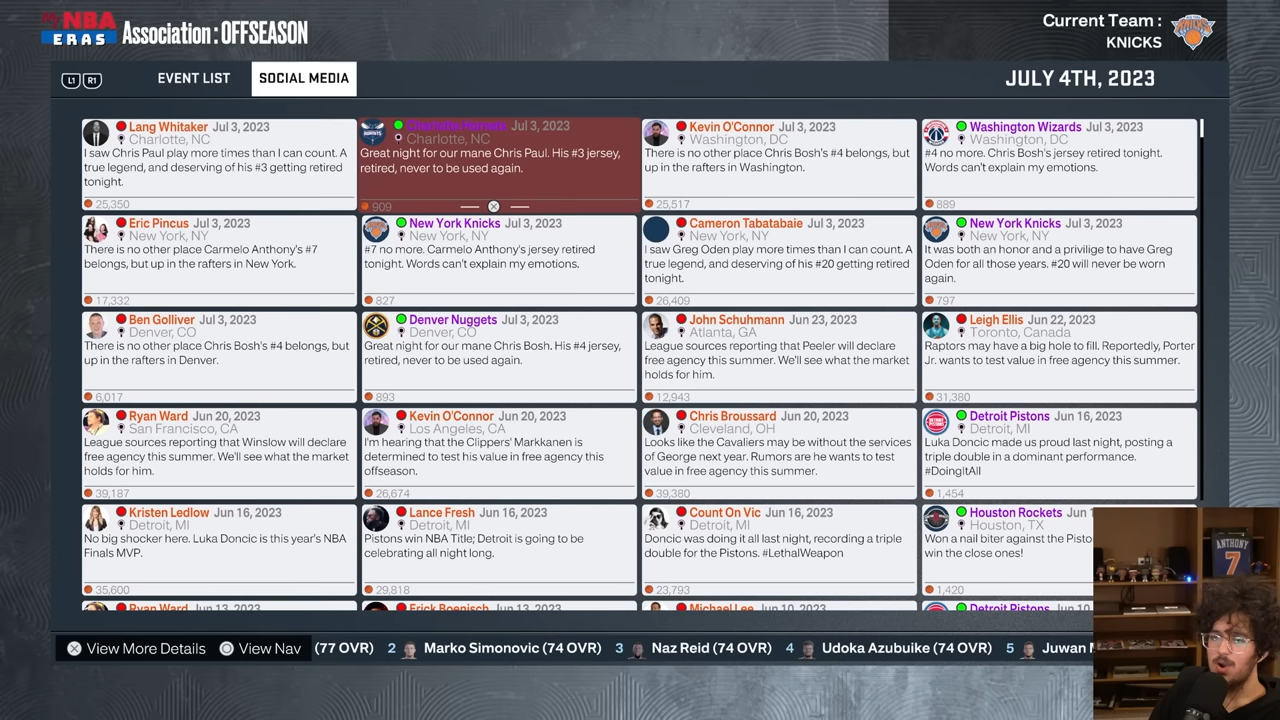 My NBA ERAS
Association: OFFSEASON
Current Team :
KNICKS
KNICKS
L1 R1
EVENT LIST
SOCIAL MEDIA
JULY 4TH, 2023
Lang Whitaker Jul 3, 2023
Charlotte, NC
I saw Chris Paul play more times than I can count. A
true legend, and deserving of his #3 getting retired
tonight.
25,350
Charlotte Hornets Jul 3, 2023
Charlotte, NC
Great night for our mane Chris Paul. His #3 jersey,
retired, never to be used again.
909
Kevin O'Connor Jul 3, 2023
Washington, DC
There is no other place Chris Bosh's #4 belongs, but
up in the rafters in Washington.
25,517
Washington Wizards Jul 3, 2023
Washington, DC
#4 no more. Chris Bosh's jersey retired tonight.
Words can't explain my emotions.
889
Eric Pincus Jul 3, 2023
New York, NY
There is no other place Carmelo Anthony's #7
belongs, but up in the rafters in New York.
17,332
New York Knicks Jul 3, 2023
New York, NY
#7 no more. Carmelo Anthony's jersey retired
tonight. Words can't explain my emotions.
827
Cameron Tabatabaie Jul 3, 2023
New York, NY
I saw Greg Oden play more times than I can count. A
true legend, and deserving of his #20 getting retired
tonight.
26,409
New York Knicks Jul 3, 2023
New York, NY
It was both an honor and a privilige to have Greg
Oden for all those years. #20 will never be worn
again.
797
Ben Golliver Jul 3, 2023
Denver, CO
There is no other place Chris Bosh's #4 belongs, but
up in the rafters in Denver.
6,017
Denver Nuggets Jul 3, 2023
Denver, CO
Great night for our mane Chris Bosh. His #4 jersey,
retired, never to be used again.
893
John Schuhmann Jun 23, 2023
Atlanta, GA
League sources reporting that Peeler will declare
free agency this summer. We'll see what the market
holds for him.
12,943
Leigh Ellis Jun 22, 2023
Toronto, Canada
Raptors may have a big hole to fill. Reportedly, Porter
Jr. wants to test value in free agency this summer.
31,380
Ryan Ward Jun 20, 2023
San Francisco, CA
League sources reporting that Winslow will declare
free agency this summer. We'll see what the market
holds for him.
39,187
Kevin O'Connor Jun 20, 2023
Los Angeles, CA
I'm hearing that the Clippers' Markkanen is
determined to test his value in free agency this
offseason.
26,674
Chris Broussard Jun 20, 2023
Cleveland, OH
Looks like the Cavaliers may be without the services
of George next year. Rumors are he wants to test
value in free agency this summer.
39,380
Detroit Pistons Jun 16, 2023
Detroit, MI
Luka Doncic made us proud last night, posting a
triple double in a dominant performance.
#DoingItAll
1,454
Kristen Ledlow Jun 16, 2023
Detroit, MI
No big shocker here. Luka Doncic is this year's NBA
Finals MVP.
35,600
Lance Fresh Jun 16, 2023
Detroit, MI
Pistons win NBA Title; Detroit is going to be
celebrating all night long.
29,818
Count On Vic Jun 16, 2023
Detroit, MI
Doncic was doing it all last night, recording a triple
double for the Pistons. #LethalWeapon
23,793
Houston Rockets Jun 1
Houston, TX
Won a nail biter against the Pisto
win the close ones!
1,420
Ryan Ward Jun 13, 2023
Erick Boenisch Jun 13, 2023
Michael Lee Jun 10, 2023
Detroit Pistons Jun 10
ANTHONY
7
View More Details
View Nav
(77 OVR) 2 Marko Simonovic (74 OVR) 3 Naz Reid (74 OVR) 4 Udoka Azubuike (74 OVR) 5 Juwan